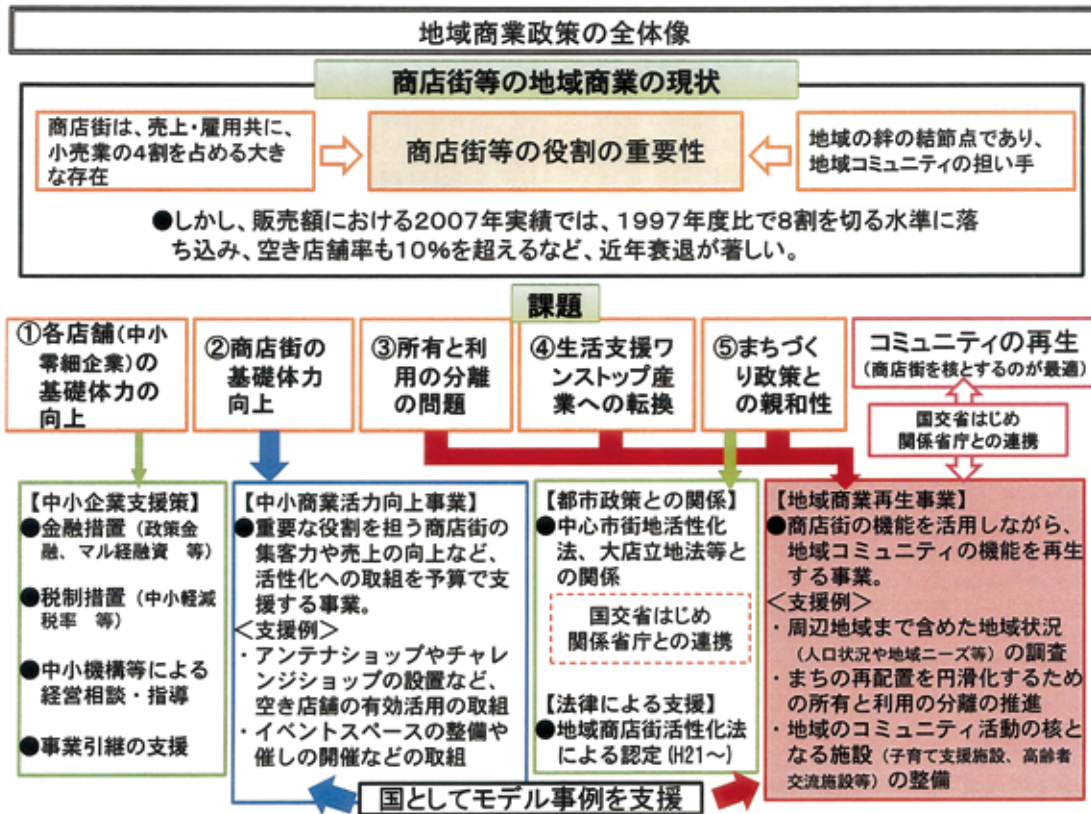 地域商業政策の全体像
商店街等の地域商業の現状
商店街は、売上・雇用共に、
小売業の4割を占める大き
な存在
商店街等の役割の重要性
地域の絆の結節点であり、
地域コミュニティの担い手
●しかし、販売額における2007年実績では、1997年度比で8割を切る水準に落
ち込み、空き店舗率も10%を超えるなど、近年衰退が著しい。
課題
①各店舗(中小
零細企業)の
基礎体力の
向上
②商店街の
基礎体力
向上
③所有と利
用の分離
の問題
④生活支援ワ
ンストップ産
業への転換
⑤まちづく
り政策と
の親和性
コミュニティの再生
(商店街を核とするのが最適)
国交省はじめ
関係省庁との連携
【中小企業支援策】
●金融措置(政策金
融、マル経融資 等)
●税制措置(中小軽減
税率 等)
●中小機構等による
経営相談・指導
●事業引継の支援
【中小商業活力向上事業】
●重要な役割を担う商店街の
集客力や売上の向上など、
活性化への取組を予算で支
援する事業。
<支援例>
・アンテナショップやチャレ
ンジショップの設置など、
空き店舗の有効活用の取組
・イベントスペースの整備や
催しの開催などの取組
【都市政策との関係】
●中心市街地活性化
法、大店立地法等と
の関係
国交省はじめ
関係省庁との連携
【法律による支援】
●地域商店街活性化法
による認定(H21~)
【地域商業再生事業】
●商店街の機能を活用しながら、
地域コミュニティの機能を再生
する事業。
<支援例>
・周辺地域まで含めた地域状況
(人口状況や地域ニーズ等)の調査
・まちの再配置を円滑化するため
の所有と利用の分離の推進
・地域のコミュニティ活動の核と
なる施設(子育て支援施設、高齢者
交流施設等)の整備
国としてモデル事例を支援